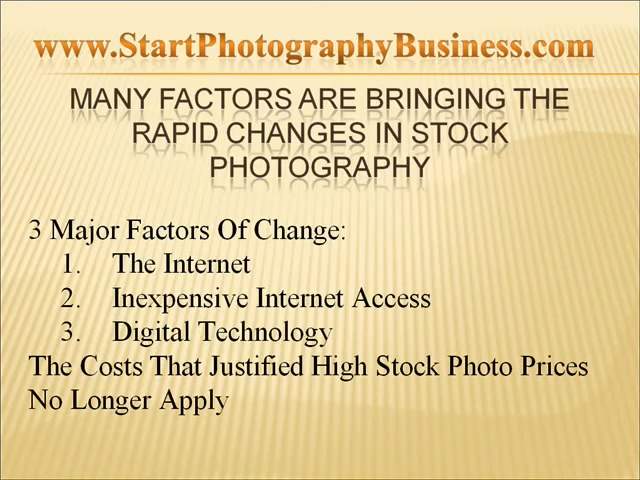 www.StartPhotographyBusiness.com
MANY FACTORS ARE BRINGING THE
RAPID CHANGES IN STOCK
PHOTOGRAPHY
3 Major Factors Of Change:
1. The Internet
2. Inexpensive Internet Access
3. Digital Technology
The Costs That Justified High Stock Photo Prices
No Longer Apply